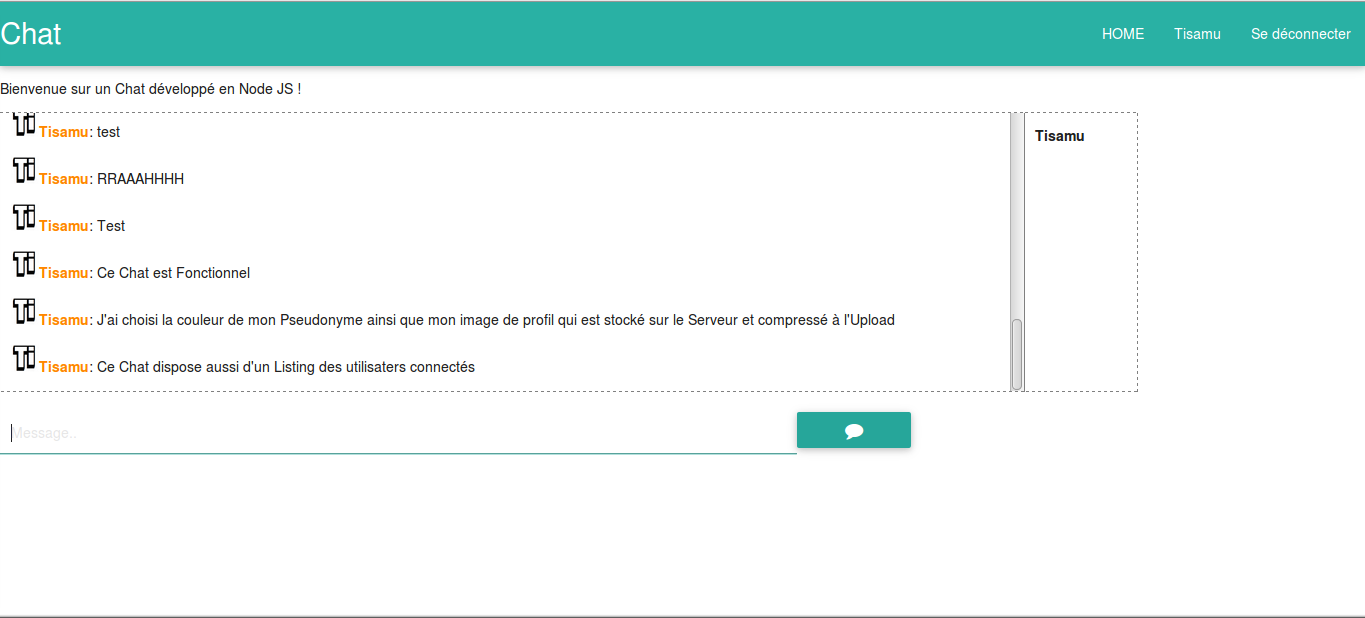 Chat
HOME Tisamu Se déconnecter
Bienvenue sur un Chat développé en Node JS !
Ti Tisamu: test
Tisamu
Ti Tisamu: RRAAAHHHH
Ti Tisamu: Test
Ti Tisamu: Ce Chat est Fonctionnel
Ti Tisamu: J'ai choisi la couleur de mon Pseudonyme ainsi que mon image de profil qui est stocké sur le Serveur et compressé à l'Upload
Ti Tisamu: Ce Chat dispose aussi d'un Listing des utilisaters connectés
Message..